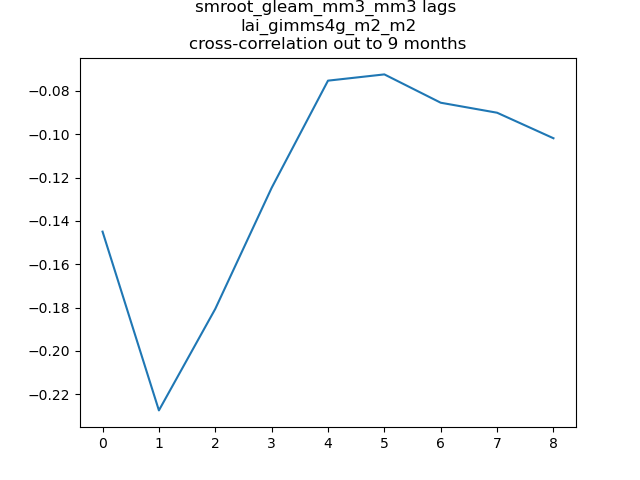 smroot_gleam_mm3_mm3 lags
lai_gimms4g_m2_m2
cross-correlation out to 9 months
−0.08
−0.10
−0.12
−0.14
−0.16
−0.18
−0.20
−0.22
0 1 2 3 4 5 6 7 8